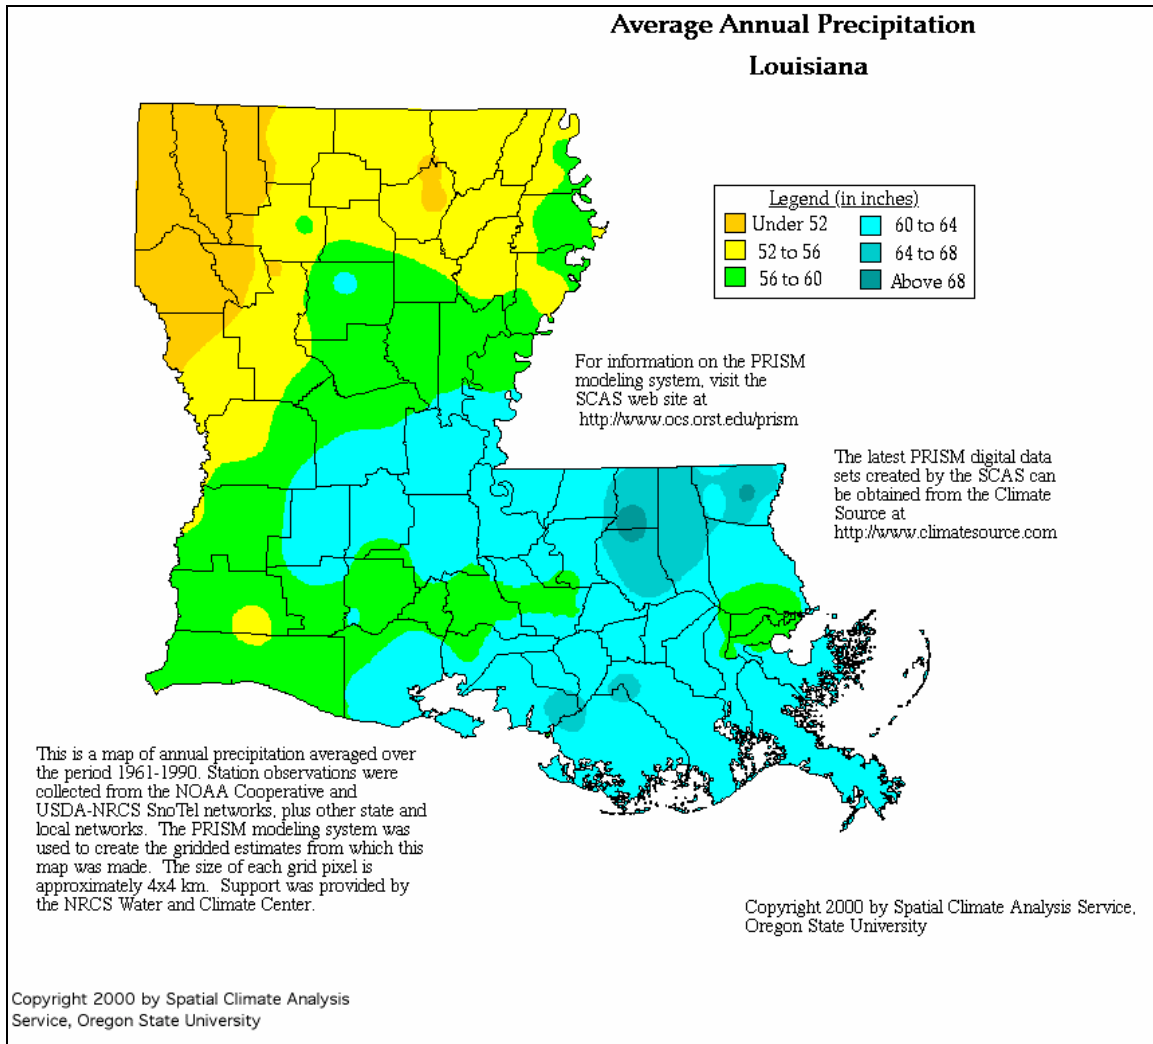 Average Annual Precipitation
Louisiana
Legend (in inches)
Under 52
60 to 64
52 to 56
64 to 68
56 to 60
Above 68
For information on the PRISM
modeling system, visit the
SCAS web site at
http://www.ocs.orst.edu/prism
The latest PRISM digital data
sets created by the SCAS can
be obtained from the Climate
Source at
http://www.climatesource.com
This is a map of annual precipitation averaged over
the period 1961-1990. Station observations were
collected from the NOAA Cooperative and
USDA-NRCS SnoTel networks, plus other state and
local networks. The PRISM modeling system was
used to create the gridded estimates from which this
map was made. The size of each grid pixel is
approximately 4x4 km. Support was provided by
the NRCS Water and Climate Center.
Copyright 2000 by Spatial Climate Analysis Service,
Oregon State University
Copyright 2000 by Spatial Climate Analysis
Service, Oregon State University